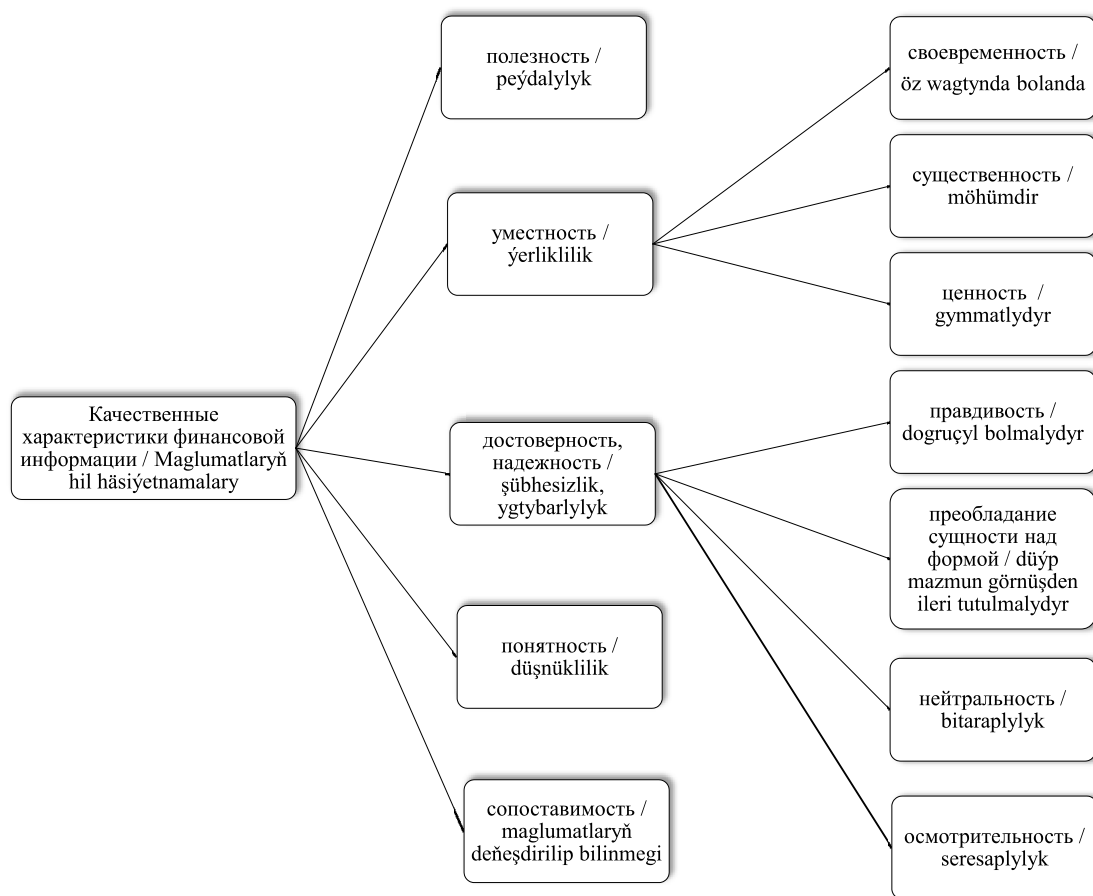 Качественные
характеристики финансовой
информации / Maglumatlaryň
hil häsiýetnamalary
полезность /
peýdalylyk
уместность /
ýerliklilik
достоверность,
надежность /
şübhesizlik,
ygtybarlylyk
понятность /
düşnüklilik
сопоставимость /
maglumatlaryň
deňeşdirilip bilinmegi
своевременность /
öz wagtynda bolanda
существенность /
möhümdir
ценность /
gymmatlydyr
правдивость /
dogruçyl bolmalydyr
преобладание
сущности над
формой / düýp
mazmun görnüşden
ileri tutulmalydyr
нейтральность /
bitaraplylyk
осмотрительность /
seresaplylyk